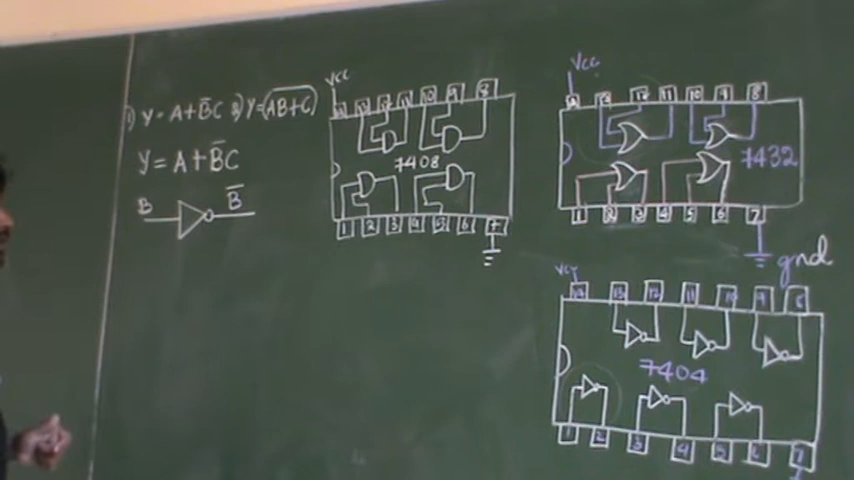 1) Y = A+B̅C 2) Y=(A̅B̅+̅C̅)
Y = A+B̅C
B B̅
VCC
14 13 12 11 10 9 8
7408
1 2 3 4 5 6 7
VCC
14 13 12 11 10 9 8
7432
1 2 3 4 5 6 7
gnd
VCC
14 13 12 11 10 9 8
7404
1 2 3 4 5 6 7